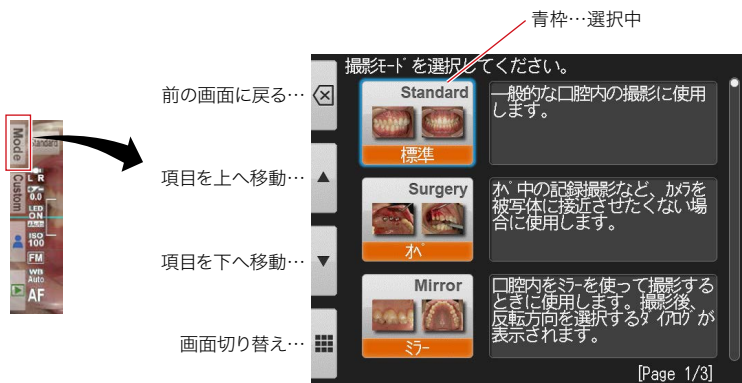 青枠…選択中
撮影ﾓｰﾄﾞを選択してください。
前の画面に戻る…
項目を上へ移動…
項目を下へ移動…
画面切り替え…
Mode
Standard
Custom
L R
0.0
LED
ON
ISO
100
FM
WB
Auto
AF
Standard
標準
一般的な口腔内の撮影に使用
します。
Surgery
ｵﾍﾟ
ｵﾍﾟ中の記録撮影など、ｶﾒﾗを
被写体に接近させたくない場
合に使用します。
Mirror
ﾐﾗｰ
口腔内をﾐﾗｰを使って撮影する
ときに使用します。撮影後、
反転方向を選択するﾀﾞｲｱﾛｸﾞが
表示されます。
[Page 1/3]